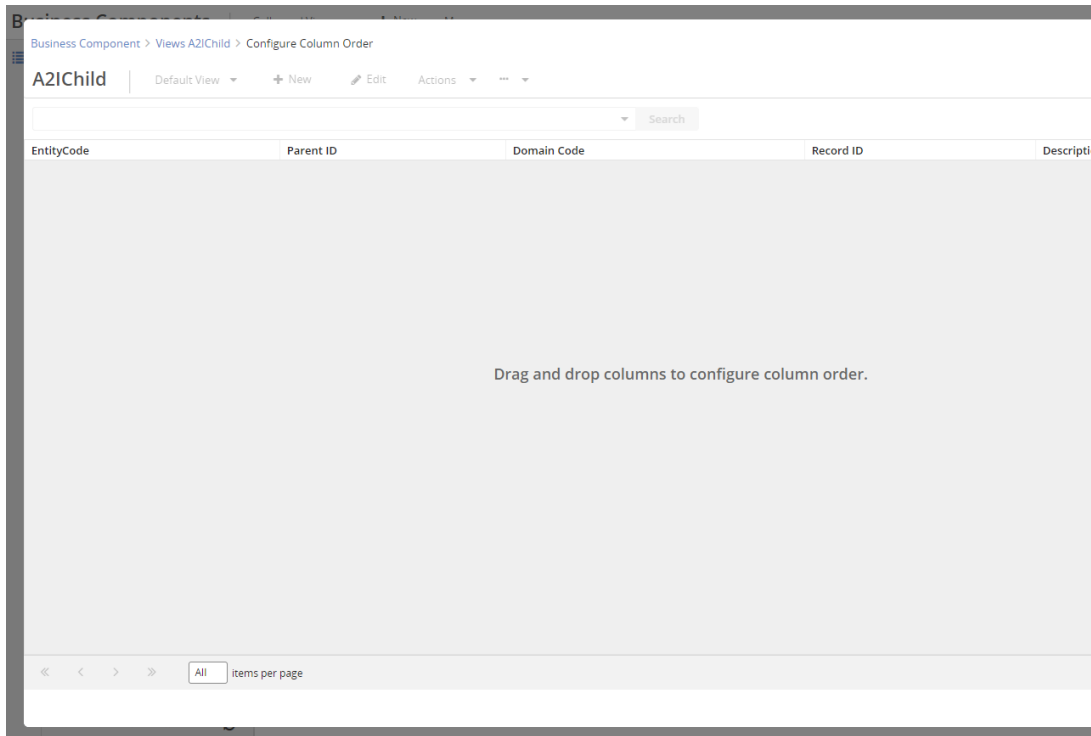 Business Component > Views A2IChild > Configure Column Order
A2IChild Default View New Edit Actions ···
Search
EntityCode Parent ID Domain Code Record ID Descripti
Drag and drop columns to configure column order.
All items per page